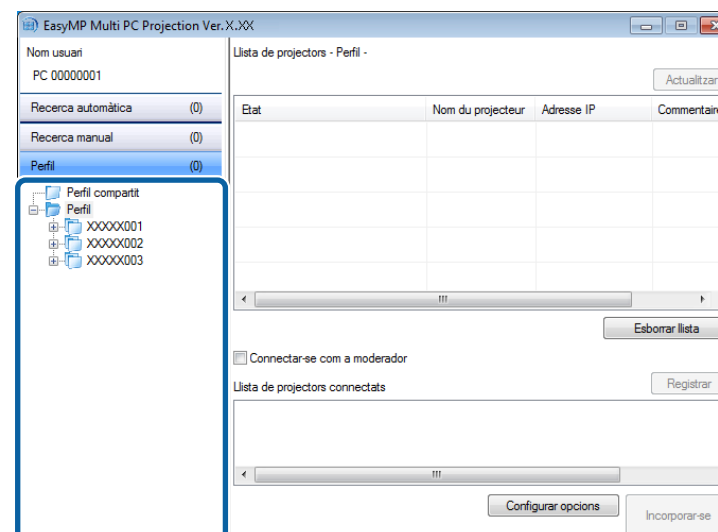 EasyMP Multi PC Projection Ver.X.XX
Nom usuari
PC 00000001
Recerca automàtica (0)
Recerca manual (0)
Perfil (0)
Perfil compartit
Perfil
XXXXX001
XXXXX002
XXXXX003
Llista de projectors - Perfil -
Actualitzar
Etat Nom du projecteur Adresse IP Commentaire
Esborrar llista
Connectar-se com a moderador
Llista de projectors connectats
Registrar
Configurar opcions
Incorporar-se